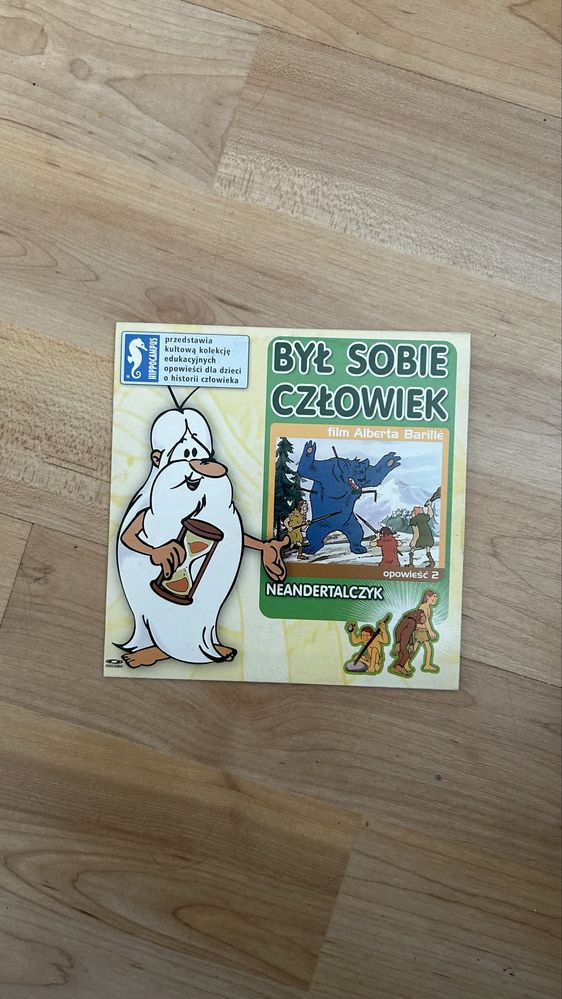 HIPPOCAMPUS
przedstawia
kultową kolekcję
edukacyjnych
opowieści dla dzieci
o historii człowieka
BYŁ SOBIE
CZŁOWIEK
film Alberta Barillé
opowieść 2
NEANDERTALCZYK